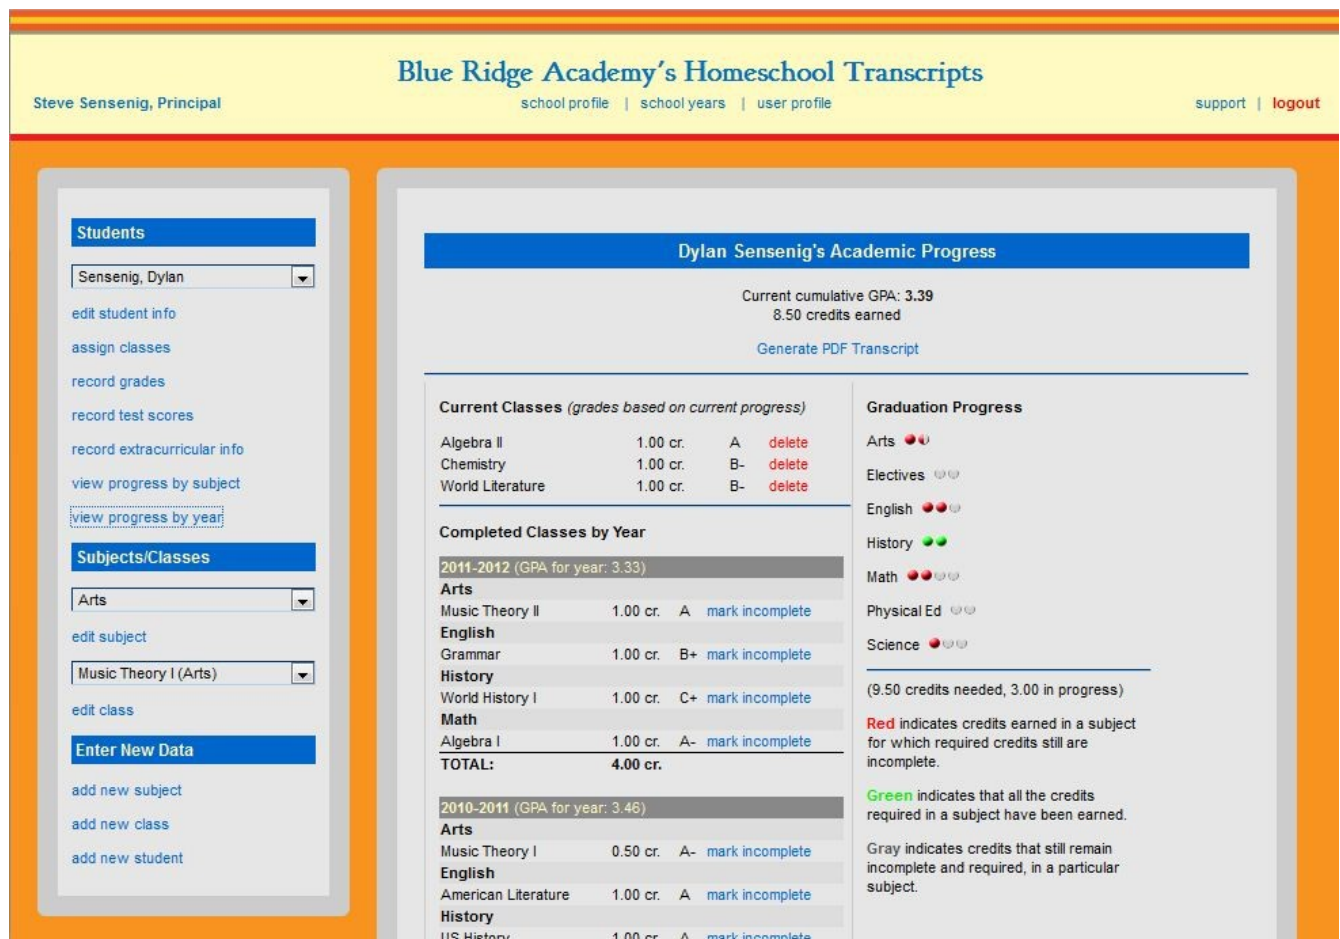 Blue Ridge Academy's Homeschool Transcripts
Steve Sensenig, Principal
school profile | school years | user profile
support | logout
Students
Sensenig, Dylan
edit student info
assign classes
record grades
record test scores
record extracurricular info
view progress by subject
view progress by year
Subjects/Classes
Arts
edit subject
Music Theory I (Arts)
edit class
Enter New Data
add new subject
add new class
add new student
Dylan Sensenig's Academic Progress
Current cumulative GPA: 3.39
8.50 credits earned
Generate PDF Transcript
Current Classes (grades based on current progress)
Algebra II 1.00 cr. A delete
Chemistry 1.00 cr. B- delete
World Literature 1.00 cr. B- delete
Completed Classes by Year
2011-2012 (GPA for year: 3.33)
Arts
Music Theory II 1.00 cr. A mark incomplete
English
Grammar 1.00 cr. B+ mark incomplete
History
World History I 1.00 cr. C+ mark incomplete
Math
Algebra I 1.00 cr. A- mark incomplete
TOTAL: 4.00 cr.
2010-2011 (GPA for year: 3.46)
Arts
Music Theory I 0.50 cr. A- mark incomplete
English
American Literature 1.00 cr. A mark incomplete
History
US History 1.00 cr. A mark incomplete
Graduation Progress
Arts
Electives
English
History
Math
Physical Ed
Science
(9.50 credits needed, 3.00 in progress)
Red indicates credits earned in a subject
for which required credits still are
incomplete.
Green indicates that all the credits
required in a subject have been earned.
Gray indicates credits that still remain
incomplete and required, in a particular
subject.